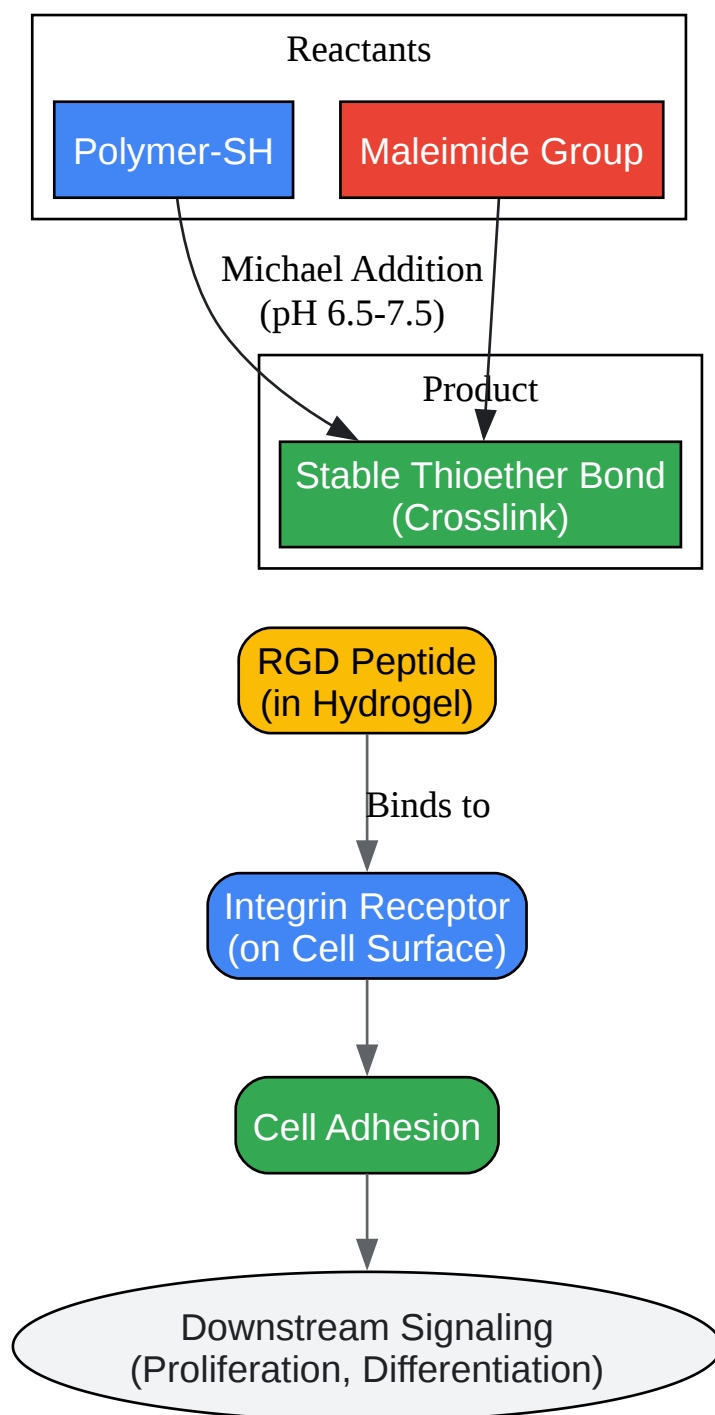 Reactants
Polymer-SH
Maleimide Group
Michael Addition
(pH 6.5-7.5)
Product
Stable Thioether Bond
(Crosslink)
RGD Peptide
(in Hydrogel)
Binds to
Integrin Receptor
(on Cell Surface)
Cell Adhesion
Downstream Signaling
(Proliferation, Differentiation)